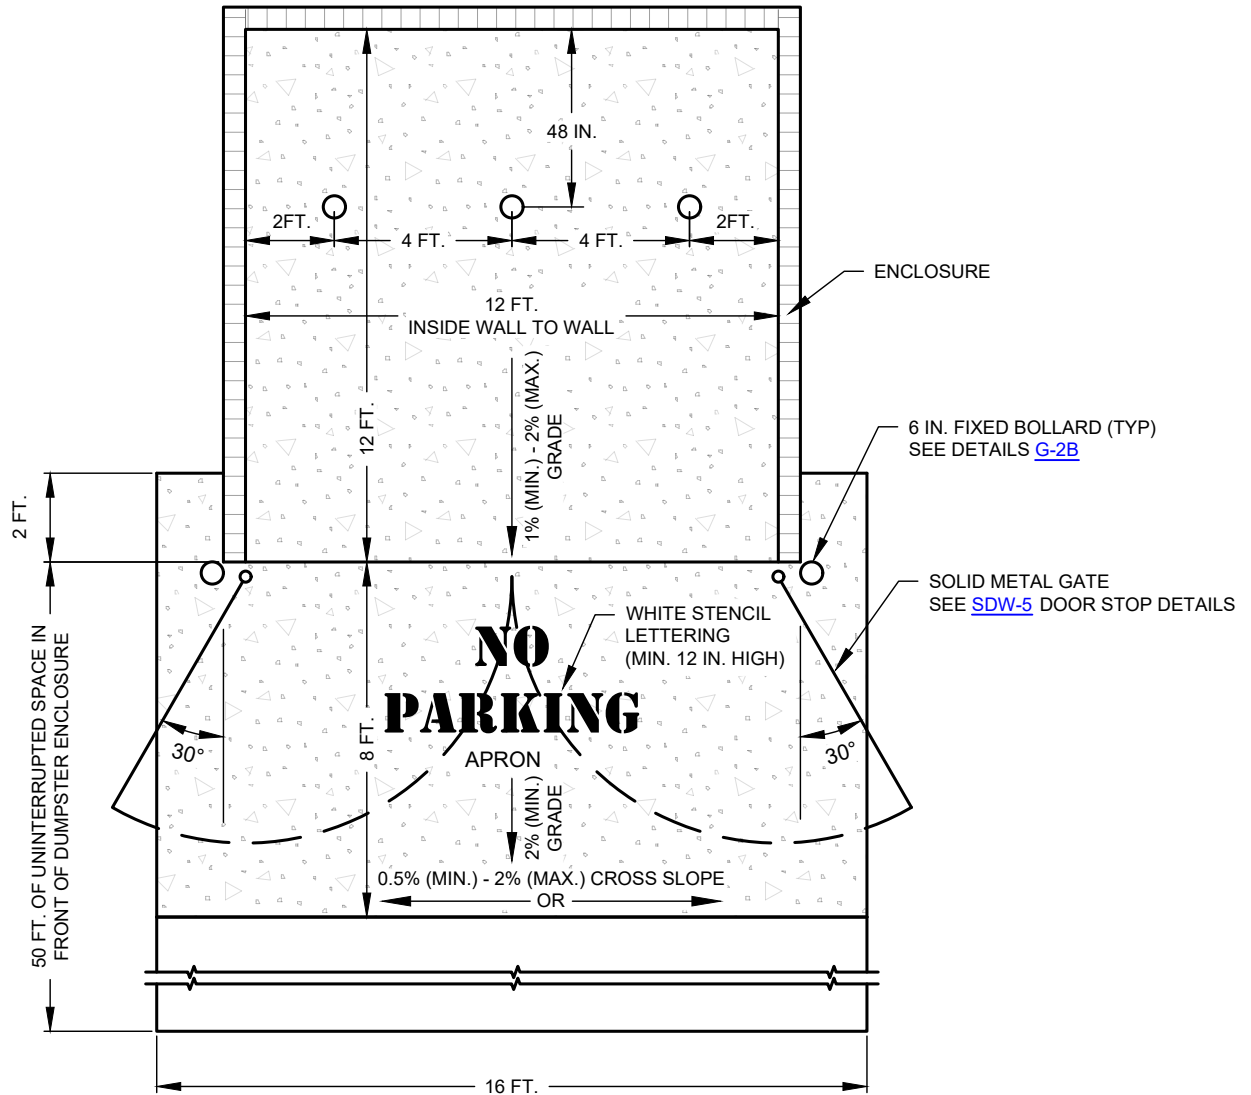 48 IN.
2FT.
4 FT.
4 FT.
2FT.
ENCLOSURE
12 FT.
INSIDE WALL TO WALL
12 FT.
1% (MIN.) - 2% (MAX.)
GRADE
6 IN. FIXED BOLLARD (TYP)
SEE DETAILS G-2B
2 FT.
SOLID METAL GATE
SEE SDW-5 DOOR STOP DETAILS
WHITE STENCIL
LETTERING
(MIN. 12 IN. HIGH)
NO
PARKING
APRON
50 FT. OF UNINTERRUPTED SPACE IN
FRONT OF DUMPSTER ENCLOSURE
30°
8 FT.
30°
2% (MIN.)
GRADE
0.5% (MIN.) - 2% (MAX.) CROSS SLOPE
OR
16 FT.